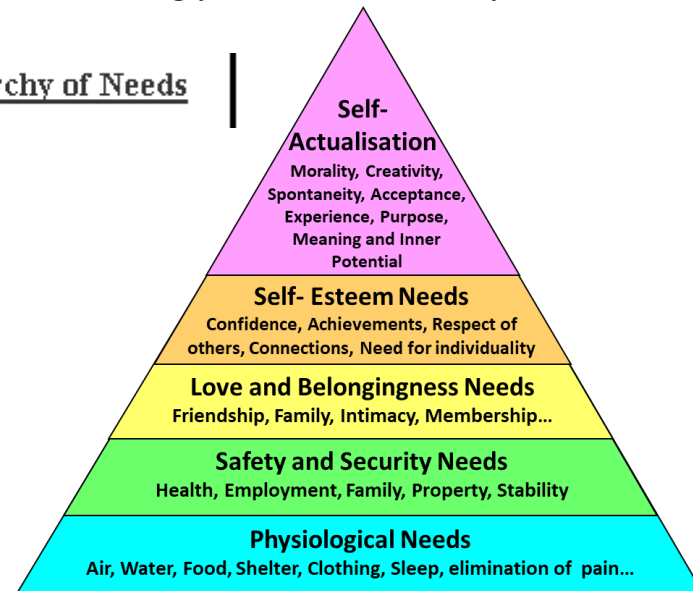 rchy of Needs
Self-
Actualisation
Morality, Creativity,
Spontaneity, Acceptance,
Experience, Purpose,
Meaning and Inner
Potential
Self- Esteem Needs
Confidence, Achievements, Respect of
others, Connections, Need for individuality
Love and Belongingness Needs
Friendship, Family, Intimacy, Membership...
Safety and Security Needs
Health, Employment, Family, Property, Stability
Physiological Needs
Air, Water, Food, Shelter, Clothing, Sleep, elimination of pain...